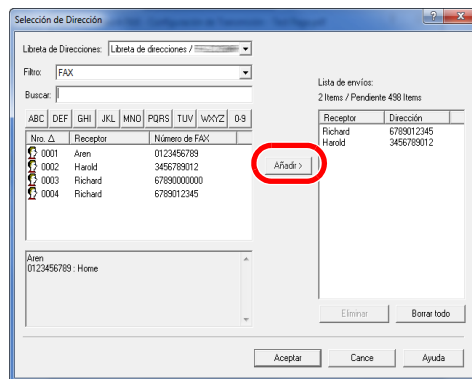 Selección de Dirección
Libreta de Direcciones: Libreta de direcciones /
Filtro: FAX
Buscar:
ABC DEF GHI JKL MNO PQRS TUV WXYZ 0-9
Nro. △ Receptor Número de FAX
0001 Aren 0123456789
0002 Harold 3456789012
0003 Richard 67890000000
0004 Richard 6789012345
Aren
0123456789 : Home
Añadir >
Lista de envíos:
2 Items / Pendiente 498 Items
Receptor Dirección
Richard 6789012345
Harold 3456789012
Eliminar Borrar todo
Aceptar Cance Ayuda